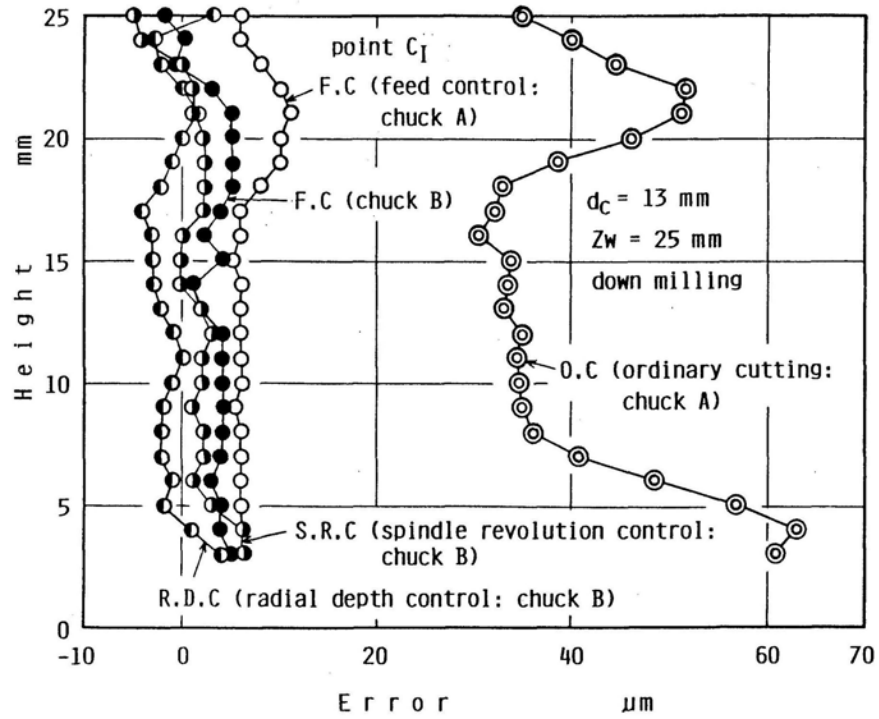 25
20
15
10
5
0
Height mm
-10 0 20 40 60 70
Error μm
point C_I
F.C (feed control:
chuck A)
F.C (chuck B)
d_C = 13 mm
Zw = 25 mm
down milling
O.C (ordinary cutting:
chuck A)
S.R.C (spindle revolution control:
chuck B)
R.D.C (radial depth control: chuck B)